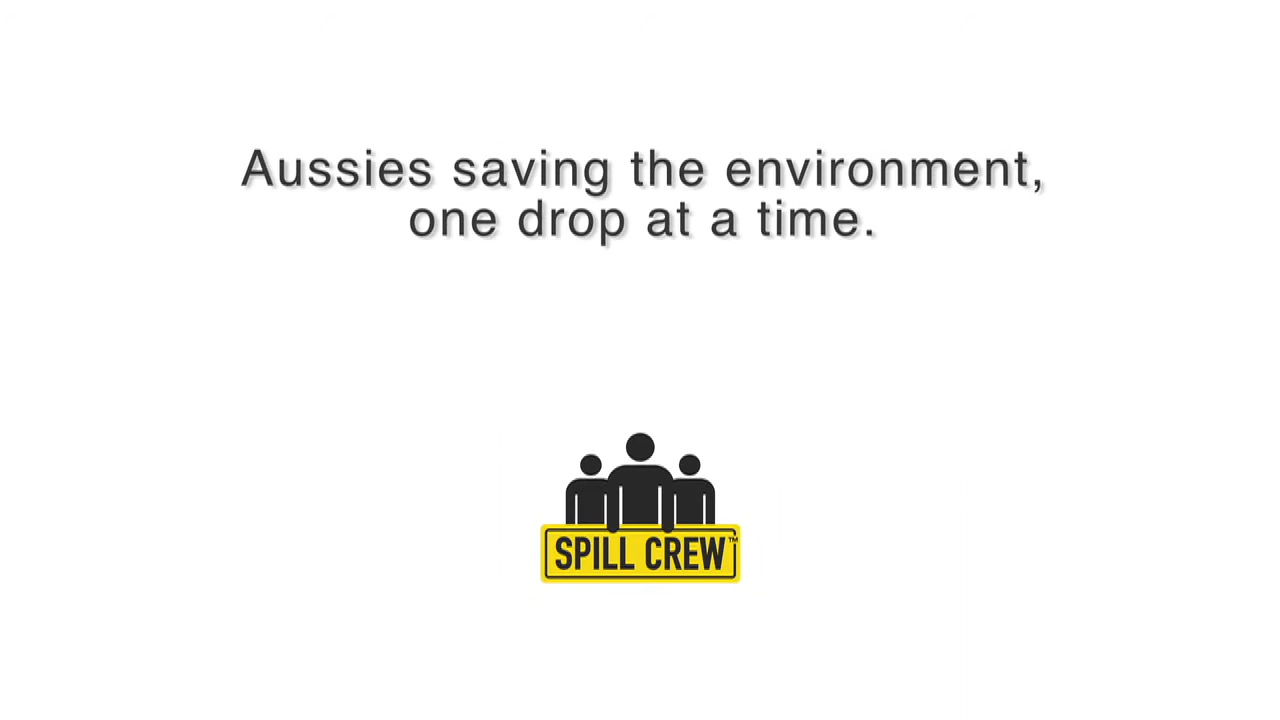 Aussies saving the environment,
one drop at a time.
SPILL CREW™